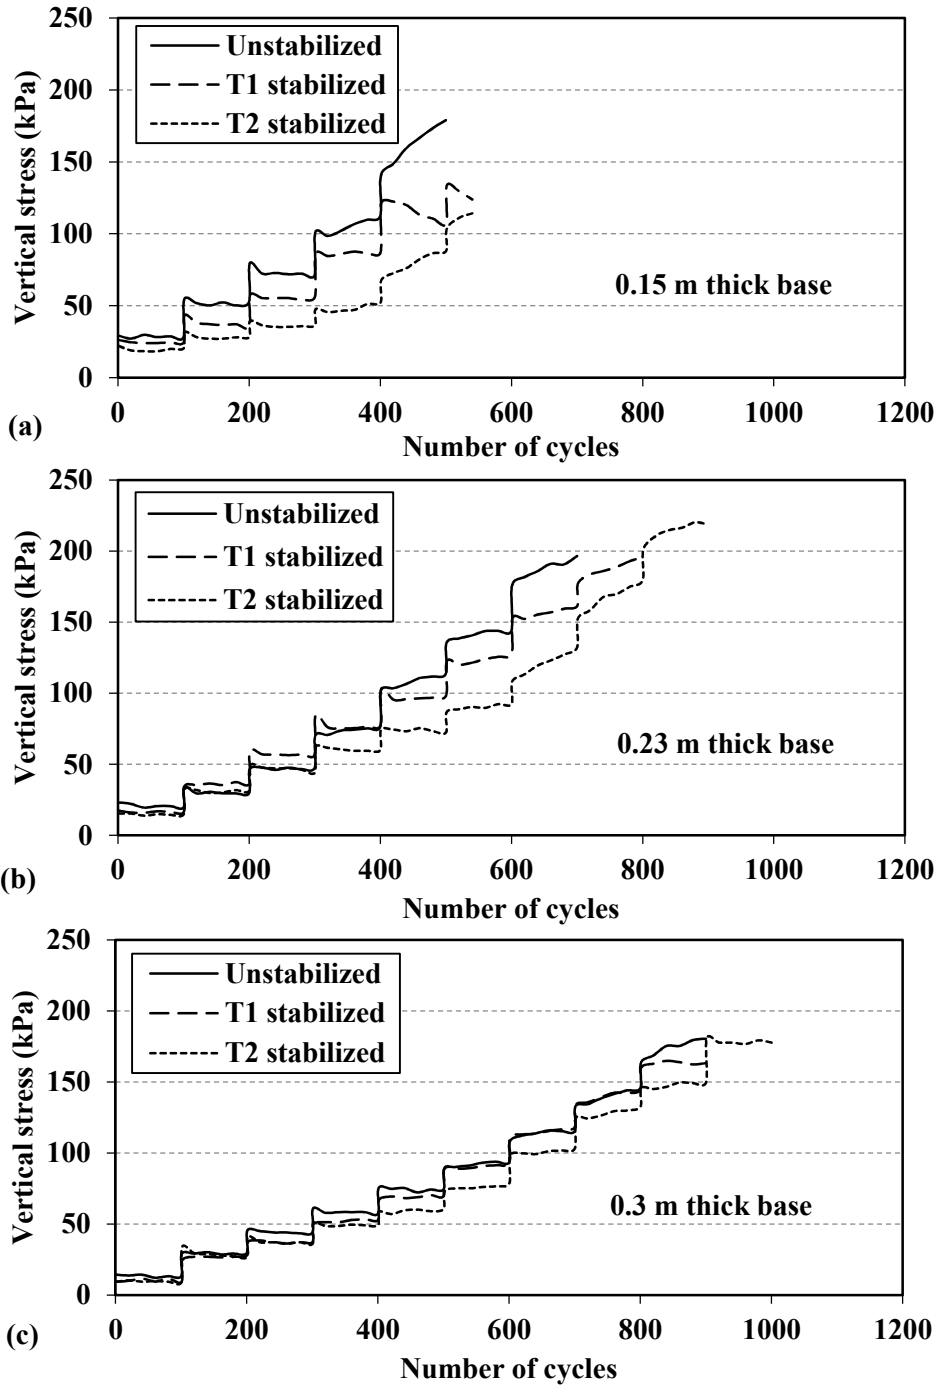 250
200
150
100
50
0
Vertical stress (kPa)
Unstabilized
T1 stabilized
T2 stabilized
0.15 m thick base
0 200 400 600 800 1000 1200
(a)
Number of cycles
250
200
150
100
50
0
Vertical stress (kPa)
Unstabilized
T1 stabilized
T2 stabilized
0.23 m thick base
0 200 400 600 800 1000 1200
(b)
Number of cycles
250
200
150
100
50
0
Vertical stress (kPa)
Unstabilized
T1 stabilized
T2 stabilized
0.3 m thick base
0 200 400 600 800 1000 1200
(c)
Number of cycles